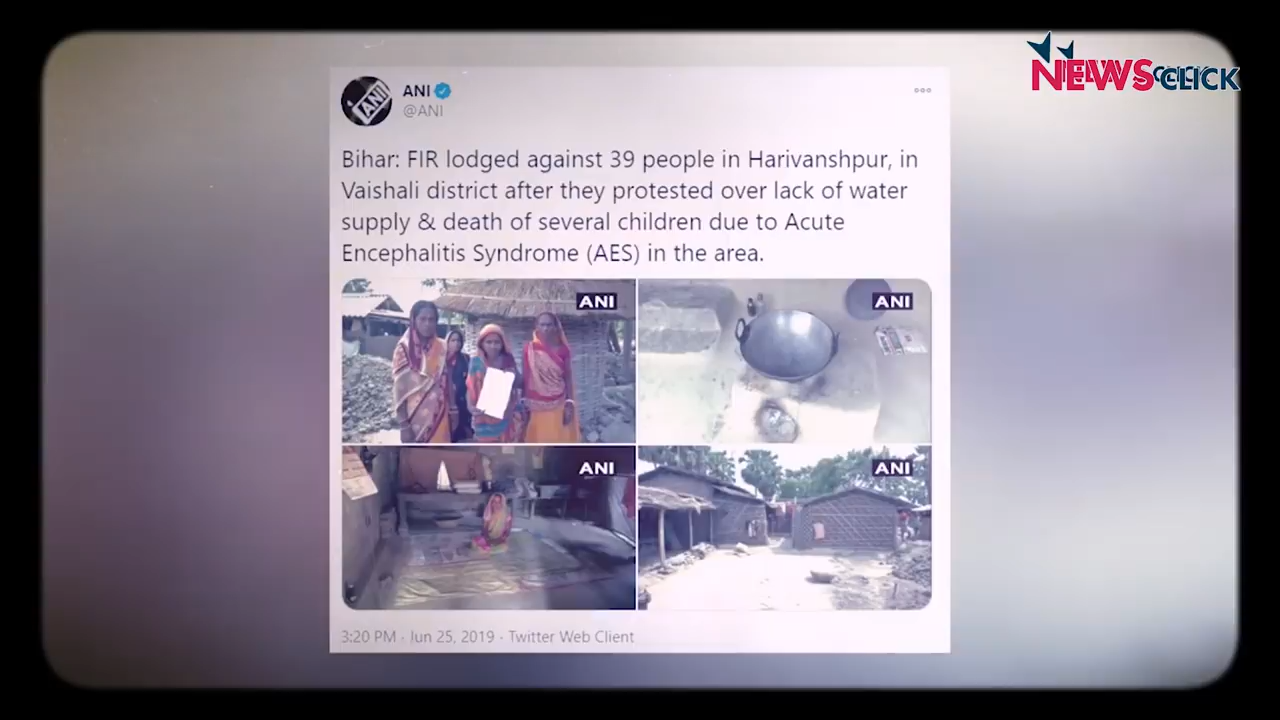 NEWSCLICK
ANI
@ANI
Bihar: FIR lodged against 39 people in Harivanshpur, in
Vaishali district after they protested over lack of water
supply & death of several children due to Acute
Encephalitis Syndrome (AES) in the area.
ANI
ANI
ANI
ANI
3:20 PM · Jun 25, 2019 · Twitter Web Client